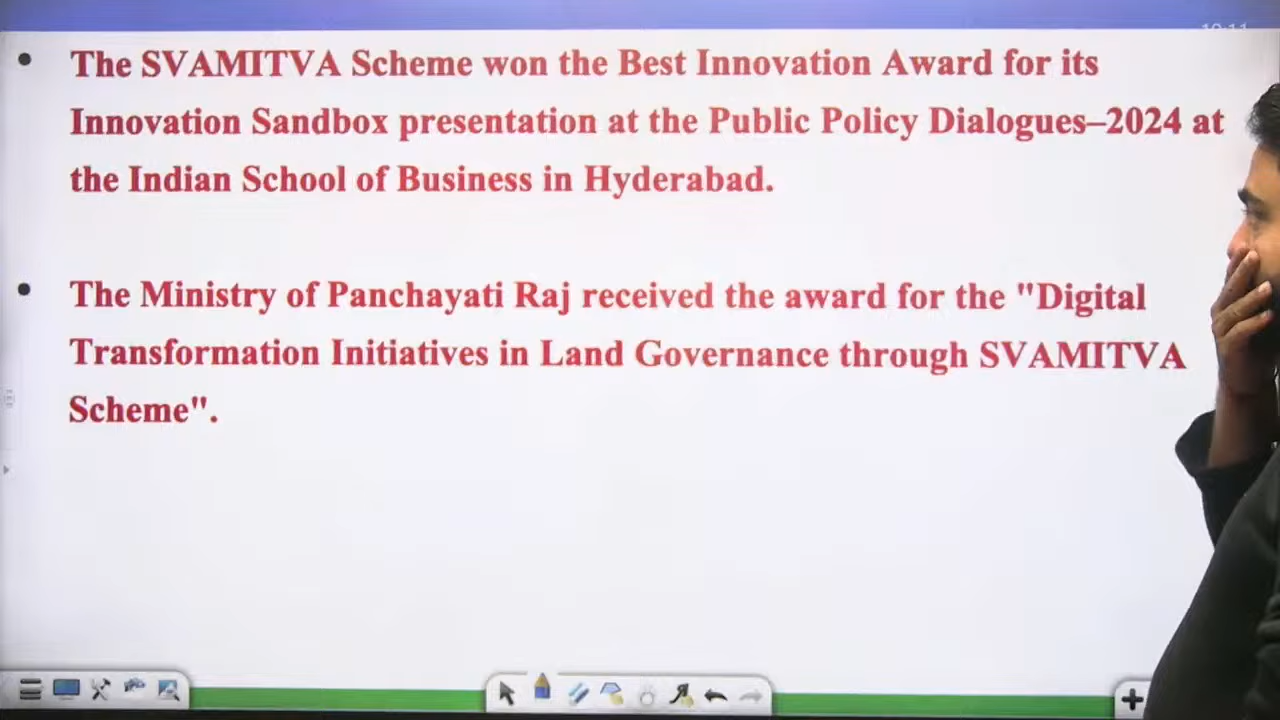 The SVAMITVA Scheme won the Best Innovation Award for its
Innovation Sandbox presentation at the Public Policy Dialogues–2024 at
the Indian School of Business in Hyderabad.
The Ministry of Panchayati Raj received the award for the "Digital
Transformation Initiatives in Land Governance through SVAMITVA
Scheme".